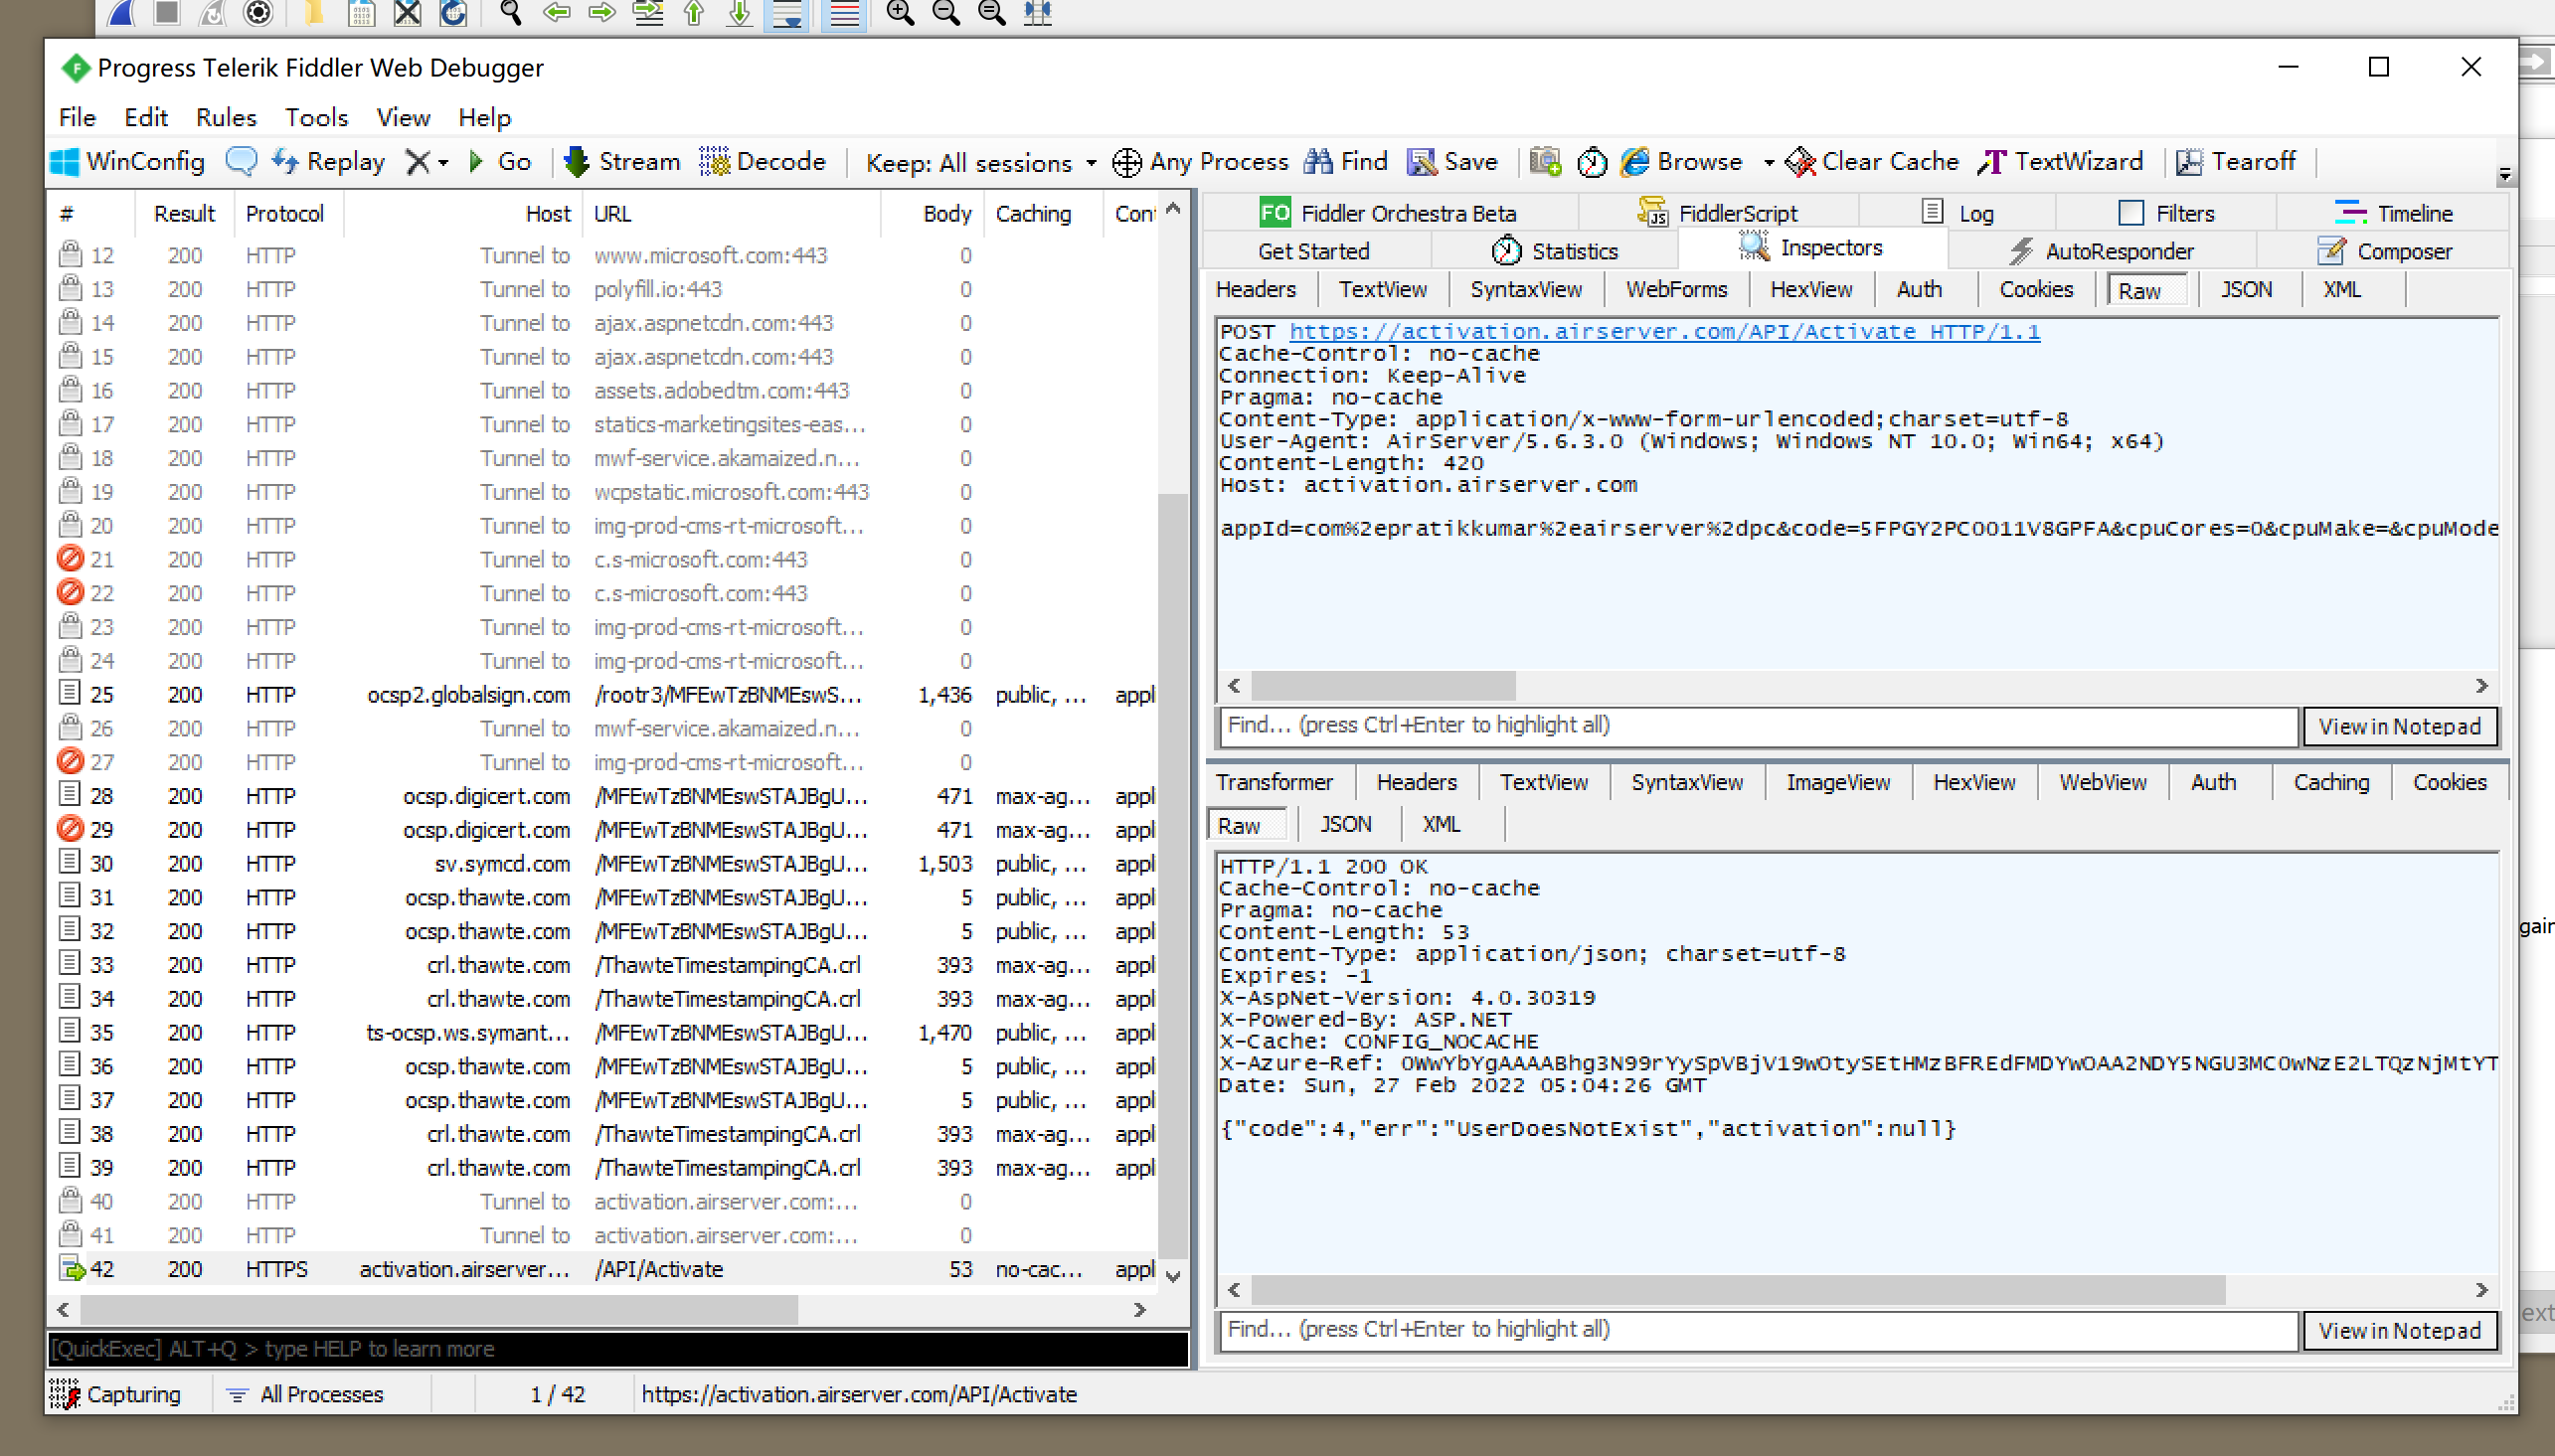 Progress Telerik Fiddler Web Debugger
File Edit Rules Tools View Help
WinConfig Replay Go Stream Decode Keep: All sessions Any Process Find Save Browse Clear Cache TextWizard Tearoff
# Result Protocol Host URL Body Caching Cont
12 200 HTTP Tunnel to www.microsoft.com:443 0
13 200 HTTP Tunnel to polyfill.io:443 0
14 200 HTTP Tunnel to ajax.aspnetcdn.com:443 0
15 200 HTTP Tunnel to ajax.aspnetcdn.com:443 0
16 200 HTTP Tunnel to assets.adobedtm.com:443 0
17 200 HTTP Tunnel to statics-marketingsites-eas... 0
18 200 HTTP Tunnel to mwf-service.akamaized.n... 0
19 200 HTTP Tunnel to wcpstatic.microsoft.com:443 0
20 200 HTTP Tunnel to img-prod-cms-rt-microsoft... 0
21 200 HTTP Tunnel to c.s-microsoft.com:443 0
22 200 HTTP Tunnel to c.s-microsoft.com:443 0
23 200 HTTP Tunnel to img-prod-cms-rt-microsoft... 0
24 200 HTTP Tunnel to img-prod-cms-rt-microsoft... 0
25 200 HTTP ocsp2.globalsign.com /rootr3/MFEwTzBNMEswS... 1,436 public, ... appl
26 200 HTTP Tunnel to mwf-service.akamaized.n... 0
27 200 HTTP Tunnel to img-prod-cms-rt-microsoft... 0
28 200 HTTP ocsp.digicert.com /MFEwTzBNMEswSTAJBgU... 471 max-ag... appl
29 200 HTTP ocsp.digicert.com /MFEwTzBNMEswSTAJBgU... 471 max-ag... appl
30 200 HTTP sv.symcd.com /MFEwTzBNMEswSTAJBgU... 1,503 public, ... appl
31 200 HTTP ocsp.thawte.com /MFEwTzBNMEswSTAJBgU... 5 public, ... appl
32 200 HTTP ocsp.thawte.com /MFEwTzBNMEswSTAJBgU... 5 public, ... appl
33 200 HTTP crl.thawte.com /ThawteTimestampingCA.crl 393 max-ag... appl
34 200 HTTP crl.thawte.com /ThawteTimestampingCA.crl 393 max-ag... appl
35 200 HTTP ts-ocsp.ws.symant... /MFEwTzBNMEswSTAJBgU... 1,470 public, ... appl
36 200 HTTP ocsp.thawte.com /MFEwTzBNMEswSTAJBgU... 5 public, ... appl
37 200 HTTP ocsp.thawte.com /MFEwTzBNMEswSTAJBgU... 5 public, ... appl
38 200 HTTP crl.thawte.com /ThawteTimestampingCA.crl 393 max-ag... appl
39 200 HTTP crl.thawte.com /ThawteTimestampingCA.crl 393 max-ag... appl
40 200 HTTP Tunnel to activation.airserver.com:... 0
41 200 HTTP Tunnel to activation.airserver.com:... 0
42 200 HTTPS activation.airserver... /API/Activate 53 no-cac... appl
[QuickExec] ALT+Q > type HELP to learn more
Capturing All Processes 1 / 42 https://activation.airserver.com/API/Activate
FO Fiddler Orchestra Beta FiddlerScript Log Filters Timeline
Get Started Statistics Inspectors AutoResponder Composer
Headers TextView SyntaxView WebForms HexView Auth Cookies Raw JSON XML
POST https://activation.airserver.com/API/Activate HTTP/1.1
Cache-Control: no-cache
Connection: Keep-Alive
Pragma: no-cache
Content-Type: application/x-www-form-urlencoded;charset=utf-8
User-Agent: AirServer/5.6.3.0 (Windows; Windows NT 10.0; Win64; x64)
Content-Length: 420
Host: activation.airserver.com
appId=com%2epratikkumar%2eairserver%2dpc&code=5FPGY2PC0011V8GPFA&cpuCores=0&cpuMake=&cpuMode
Find... (press Ctrl+Enter to highlight all) View in Notepad
Transformer Headers TextView SyntaxView ImageView HexView WebView Auth Caching Cookies
Raw JSON XML
HTTP/1.1 200 OK
Cache-Control: no-cache
Pragma: no-cache
Content-Length: 53
Content-Type: application/json; charset=utf-8
Expires: -1
X-AspNet-Version: 4.0.30319
X-Powered-By: ASP.NET
X-Cache: CONFIG_NOCACHE
X-Azure-Ref: 0WwYbYgAAAABhg3N99rYySpVBjV19wOtySEtHMzBFREdFMDYwOAA2NDY5NGU3MC0wNzE2LTQzNjMtYT
Date: Sun, 27 Feb 2022 05:04:26 GMT
{"code":4,"err":"UserDoesNotExist","activation":null}
Find... (press Ctrl+Enter to highlight all) View in Notepad
gain
ext